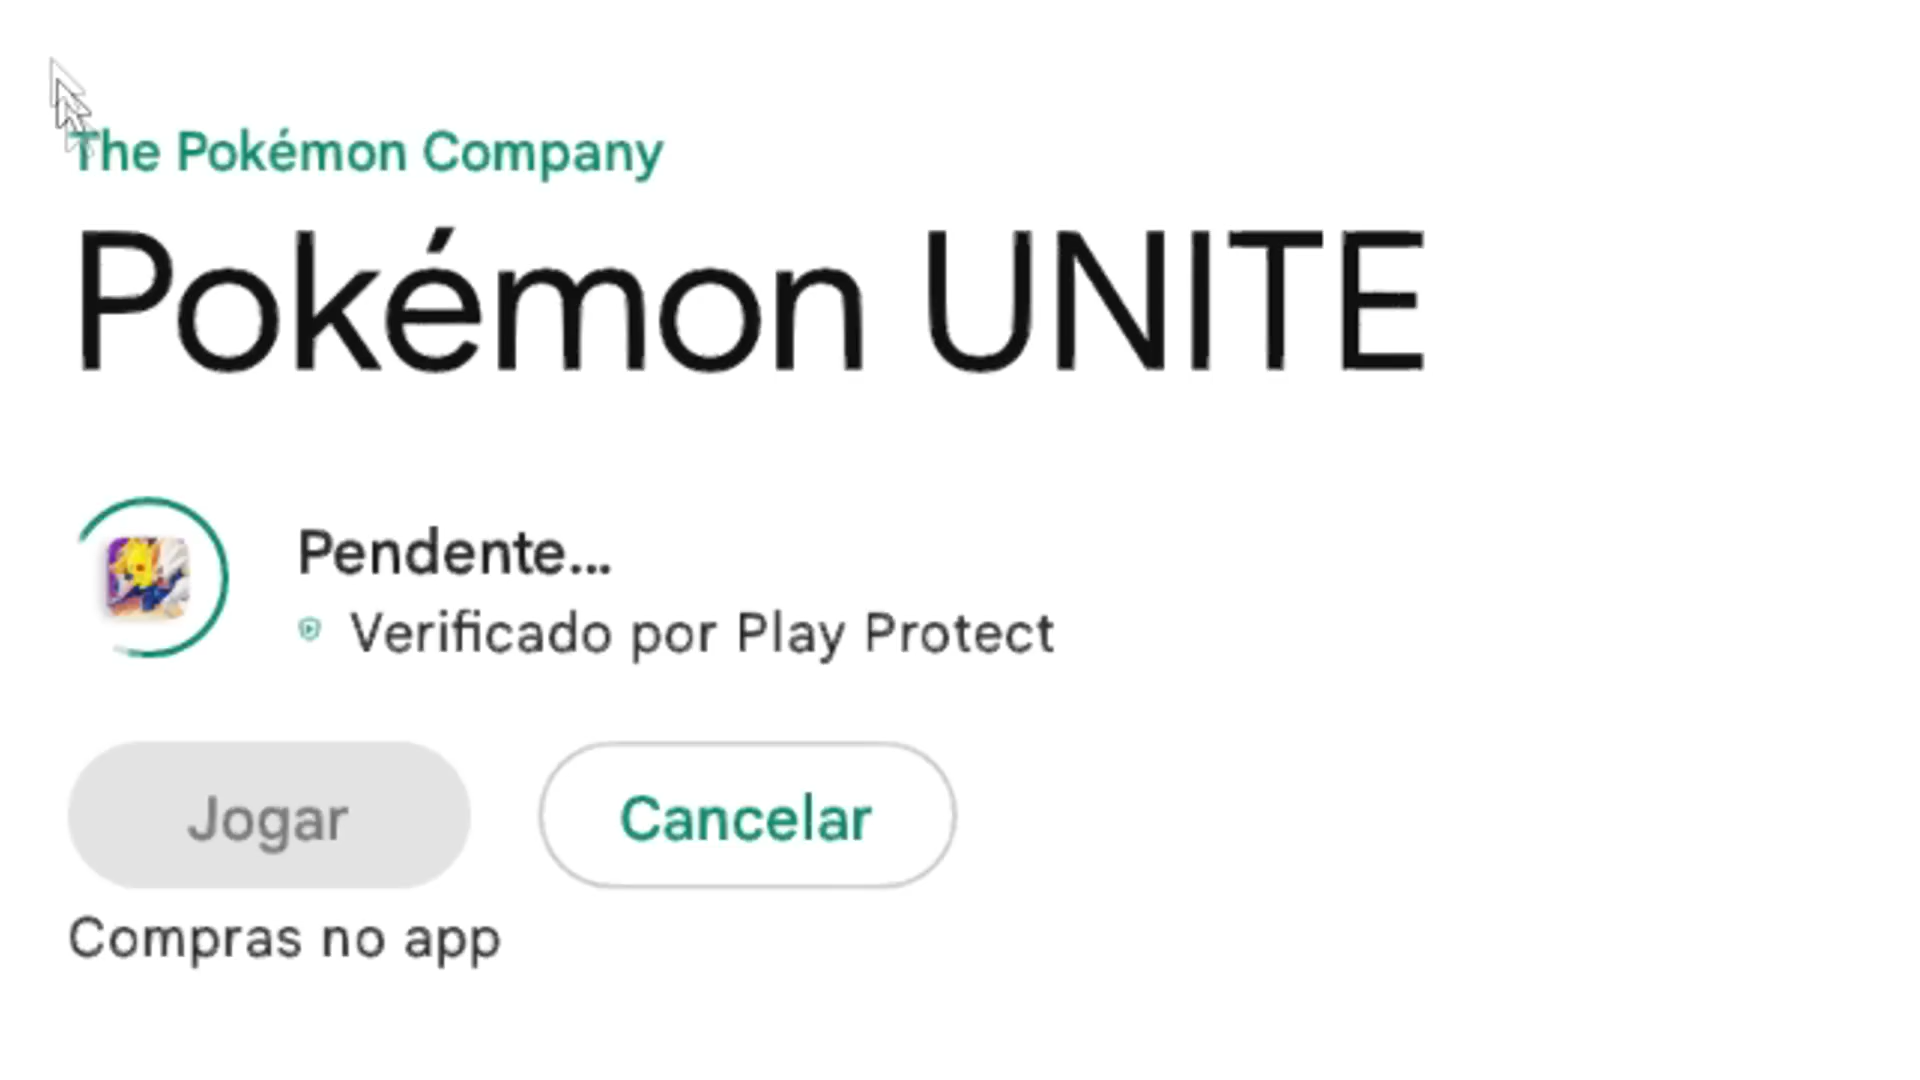 The Pokémon Company
Pokémon UNITE
Pendente...
Verificado por Play Protect
Jogar
Cancelar
Compras no app